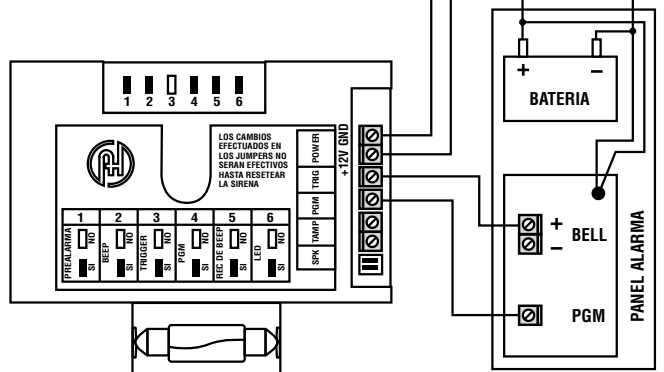 1 2 3 4 5 6
LOS CAMBIOS
EFECTUADOS EN
LOS JUMPERS NO
SERAN EFECTIVOS
HASTA RESETEAR
LA SIRENA
POWER
TRIG
PGM
TAMP
SPK
+12V GND
1 2 3 4 5 6
PREALARMA
NO
SI
BEEP
NO
SI
TRIGGER
NO
SI
PGM
NO
SI
REC DE BEEP
NO
SI
LED
NO
SI
+ −
BATERIA
+
−
BELL
PGM
PANEL ALARMA